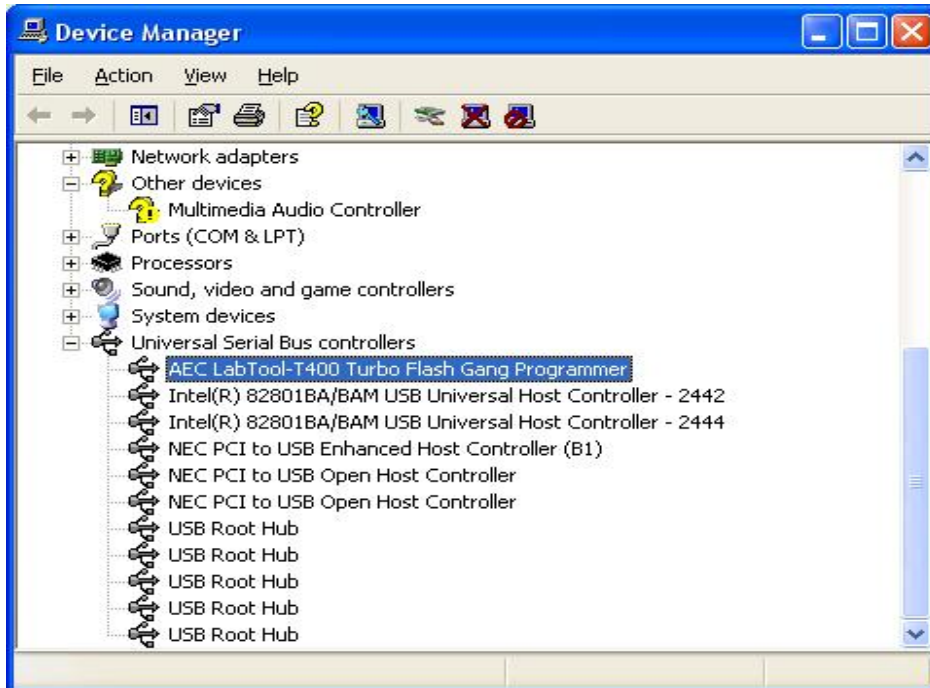 Device Manager
File Action View Help
Network adapters
Other devices
Multimedia Audio Controller
Ports (COM & LPT)
Processors
Sound, video and game controllers
System devices
Universal Serial Bus controllers
AEC LabTool-T400 Turbo Flash Gang Programmer
Intel(R) 82801BA/BAM USB Universal Host Controller - 2442
Intel(R) 82801BA/BAM USB Universal Host Controller - 2444
NEC PCI to USB Enhanced Host Controller (B1)
NEC PCI to USB Open Host Controller
NEC PCI to USB Open Host Controller
USB Root Hub
USB Root Hub
USB Root Hub
USB Root Hub
USB Root Hub